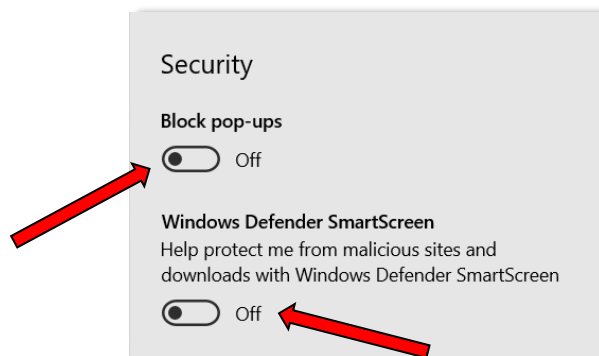 Security
Block pop-ups
Off
Windows Defender SmartScreen
Help protect me from malicious sites and
downloads with Windows Defender SmartScreen
Off